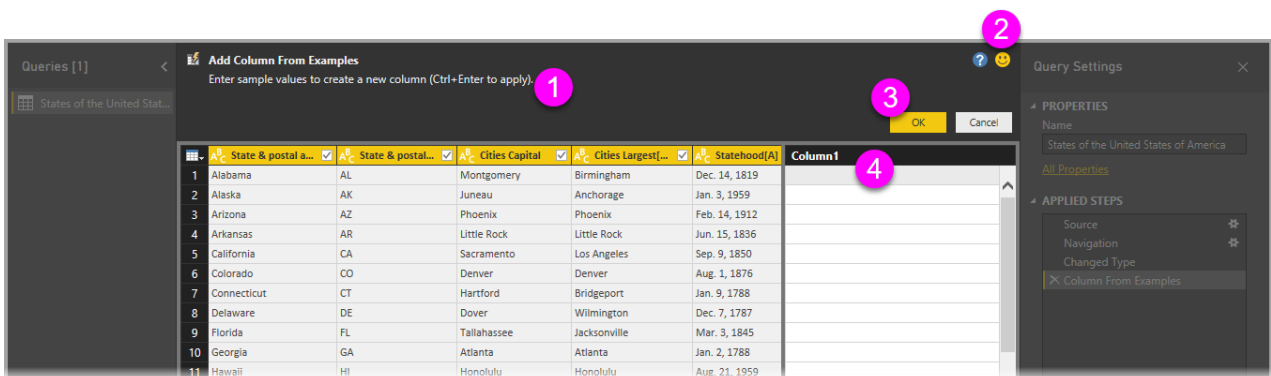 2
Queries [1] <
Add Column From Examples
Enter sample values to create a new column (Ctrl+Enter to apply).
1
?
Query Settings
States of the United Stat...
3
OK
Cancel
PROPERTIES
Name
States of the United States of America
All Properties
State & postal a... State & postal... Cities Capital Cities Largest[... Statehood[A] Column1
4
1 Alabama AL Montgomery Birmingham Dec. 14, 1819
2 Alaska AK Juneau Anchorage Jan. 3, 1959
3 Arizona AZ Phoenix Phoenix Feb. 14, 1912
4 Arkansas AR Little Rock Little Rock Jun. 15, 1836
5 California CA Sacramento Los Angeles Sep. 9, 1850
6 Colorado CO Denver Denver Aug. 1, 1876
7 Connecticut CT Hartford Bridgeport Jan. 9, 1788
8 Delaware DE Dover Wilmington Dec. 7, 1787
9 Florida FL Tallahassee Jacksonville Mar. 3, 1845
10 Georgia GA Atlanta Atlanta Jan. 2, 1788
11 Hawaii HI Honolulu Honolulu Aug. 21, 1959
APPLIED STEPS
Source
Navigation
Changed Type
Column From Examples